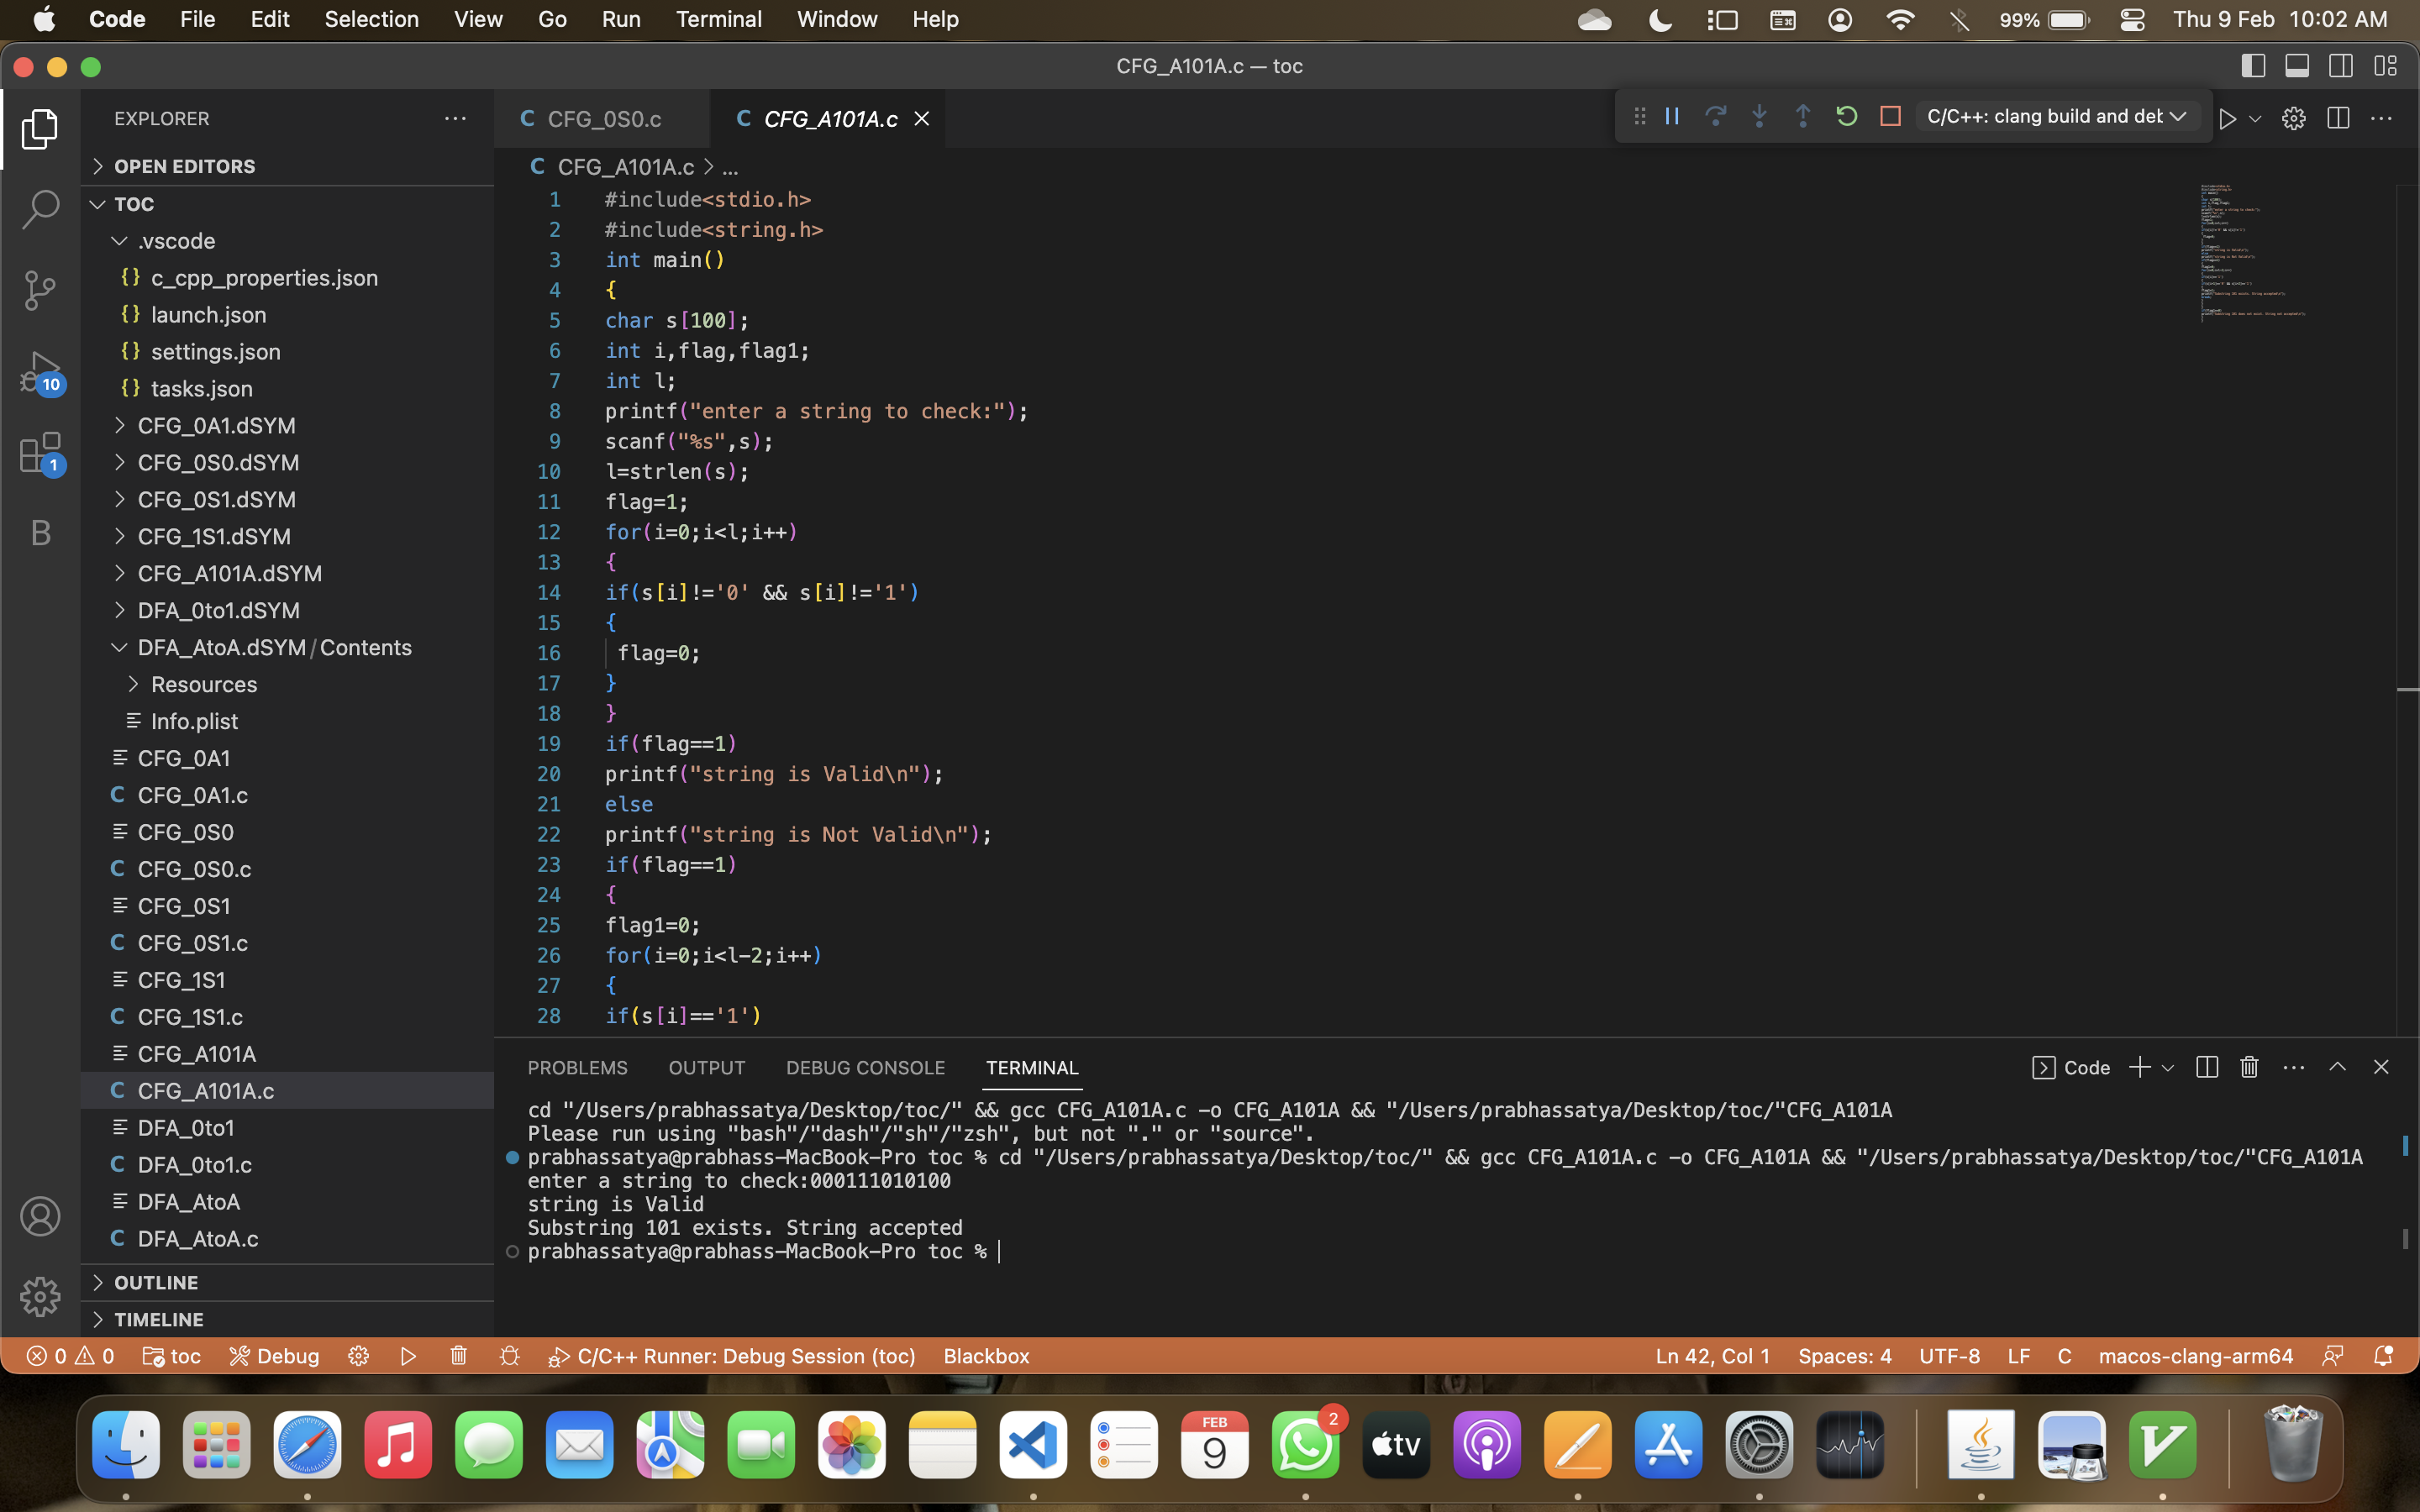 Code File Edit Selection View Go Run Terminal Window Help 99% Thu 9 Feb 10:02 AM
CFG_A101A.c — toc
EXPLORER
OPEN EDITORS
TOC
.vscode
{} c_cpp_properties.json
{} launch.json
{} settings.json
{} tasks.json
CFG_0A1.dSYM
CFG_0S0.dSYM
CFG_0S1.dSYM
CFG_1S1.dSYM
CFG_A101A.dSYM
DFA_0to1.dSYM
DFA_AtoA.dSYM/Contents
Resources
Info.plist
CFG_0A1
C CFG_0A1.c
CFG_0S0
C CFG_0S0.c
CFG_0S1
C CFG_0S1.c
CFG_1S1
C CFG_1S1.c
CFG_A101A
C CFG_A101A.c
DFA_0to1
C DFA_0to1.c
DFA_AtoA
C DFA_AtoA.c
OUTLINE
TIMELINE
10
1
B
C CFG_0S0.c C CFG_A101A.c
C/C++: clang build and det
C CFG_A101A.c > ...
1 #include<stdio.h>
2 #include<string.h>
3 int main()
4 {
5 char s[100];
6 int i,flag,flag1;
7 int l;
8 printf("enter a string to check:");
9 scanf("%s",s);
10 l=strlen(s);
11 flag=1;
12 for(i=0;i<l;i++)
13 {
14 if(s[i]!='0' && s[i]!='1')
15 {
16 flag=0;
17 }
18 }
19 if(flag==1)
20 printf("string is Valid\n");
21 else
22 printf("string is Not Valid\n");
23 if(flag==1)
24 {
25 flag1=0;
26 for(i=0;i<l-2;i++)
27 {
28 if(s[i]=='1')
PROBLEMS OUTPUT DEBUG CONSOLE TERMINAL Code
cd "/Users/prabhassatya/Desktop/toc/" && gcc CFG_A101A.c -o CFG_A101A && "/Users/prabhassatya/Desktop/toc/"CFG_A101A
Please run using "bash"/"dash"/"sh"/"zsh", but not "." or "source".
prabhassatya@prabhass-MacBook-Pro toc % cd "/Users/prabhassatya/Desktop/toc/" && gcc CFG_A101A.c -o CFG_A101A && "/Users/prabhassatya/Desktop/toc/"CFG_A101A
enter a string to check:000111010100
string is Valid
Substring 101 exists. String accepted
prabhassatya@prabhass-MacBook-Pro toc %
0 0 toc Debug C/C++ Runner: Debug Session (toc) Blackbox Ln 42, Col 1 Spaces: 4 UTF-8 LF C macos-clang-arm64
FEB
9
2
tv